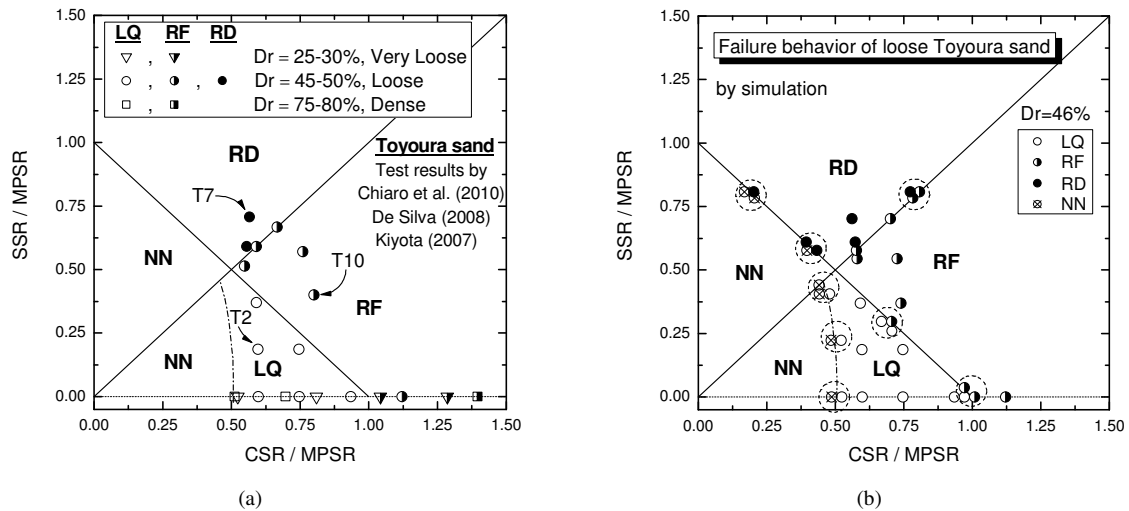 LQ RF RD
, Dr = 25-30%, Very Loose
, , Dr = 45-50%, Loose
, Dr = 75-80%, Dense
1.50
1.25
1.00
0.75
0.50
0.25
0.00
SSR / MPSR
RD
Toyoura sand
Test results by
Chiaro et al. (2010)
De Silva (2008)
Kiyota (2007)
T7
NN
T10
RF
T2
NN
LQ
0.00 0.25 0.50 0.75 1.00 1.25 1.50
CSR / MPSR
(a)
1.50
1.25
1.00
0.75
0.50
0.25
0.00
SSR / MPSR
Failure behavior of loose Toyoura sand
by simulation
Dr=46%
LQ
RF
RD
NN
RD
NN
RF
NN
LQ
0.00 0.25 0.50 0.75 1.00 1.25 1.50
CSR / MPSR
(b)